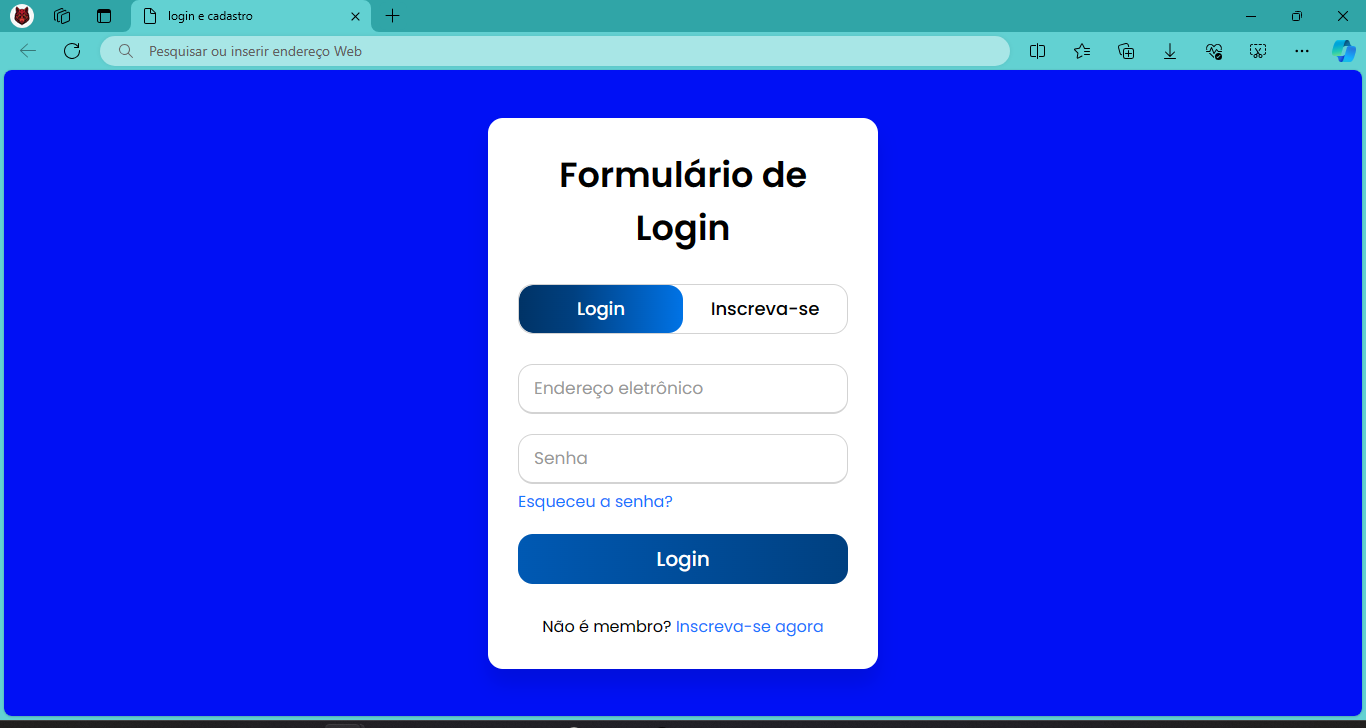 login e cadastro
Pesquisar ou inserir endereço Web
Formulário de
Login
Login
Inscreva-se
Endereço eletrônico
Senha
Esqueceu a senha?
Login
Não é membro? Inscreva-se agora